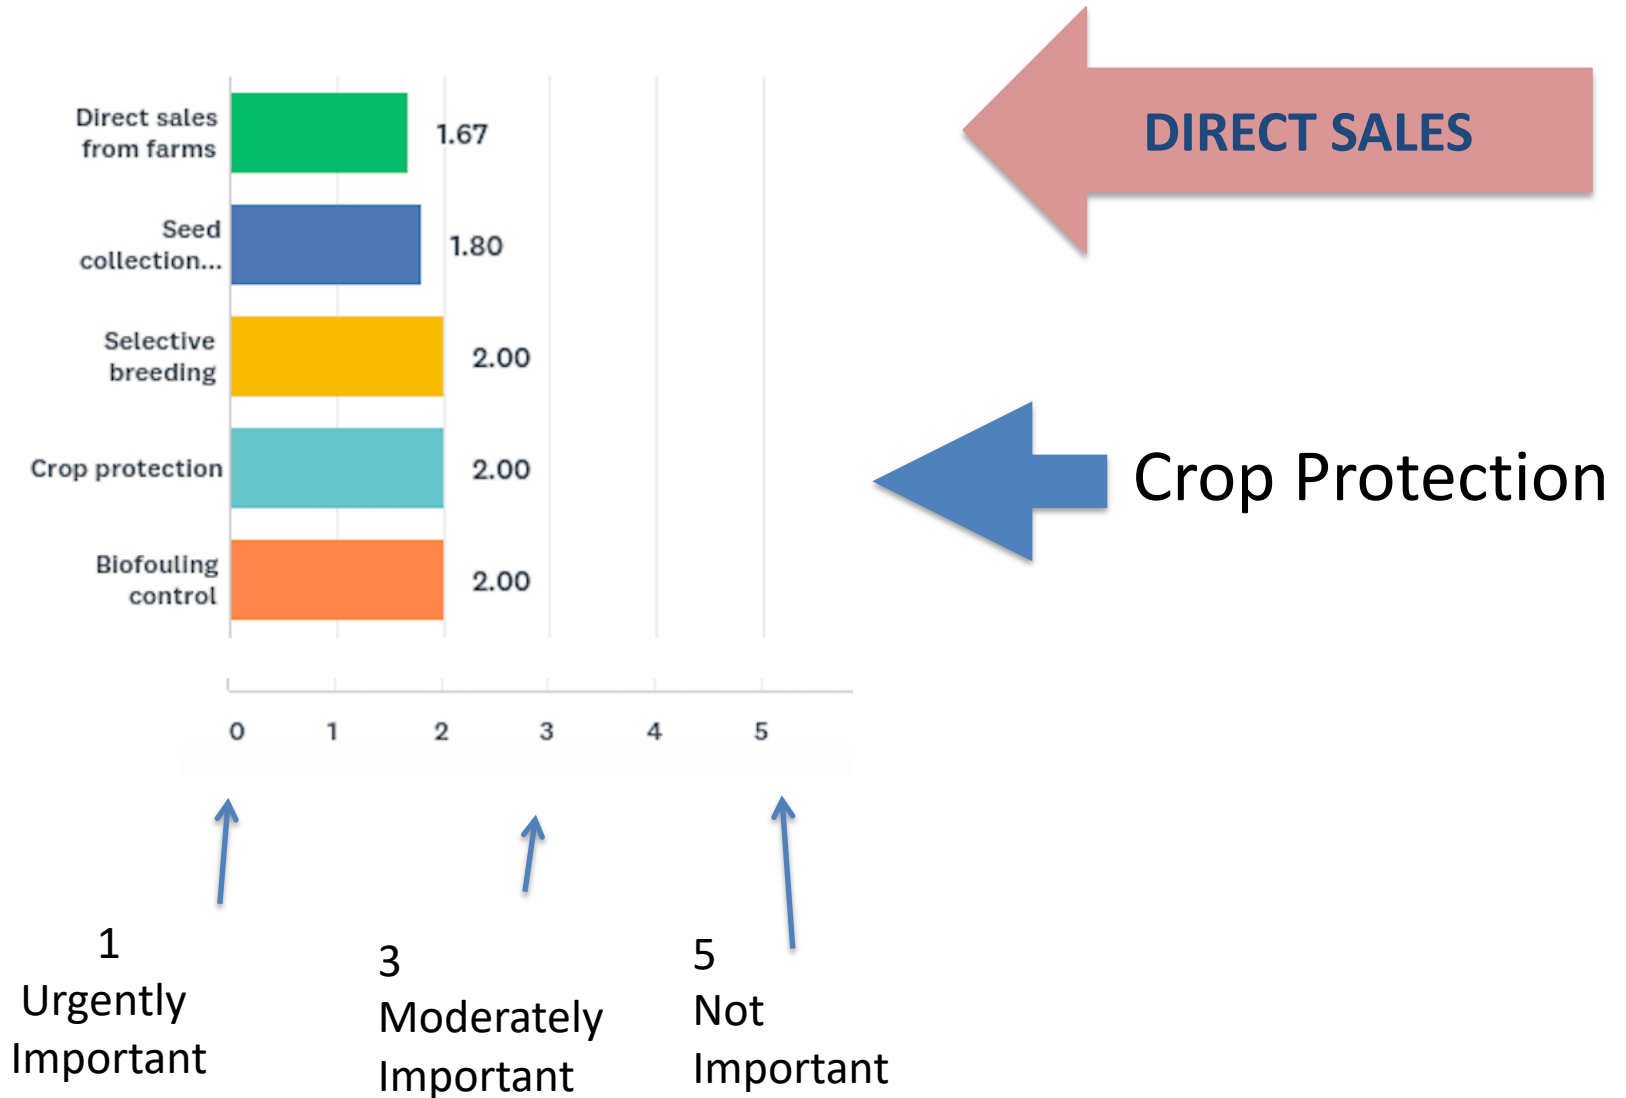 Direct sales
from farms
1.67
DIRECT SALES
Seed
collection...
1.80
Selective
breeding
2.00
Crop protection
2.00
Crop Protection
Biofouling
control
2.00
0 1 2 3 4 5
1
Urgently
Important
3
Moderately
Important
5
Not
Important